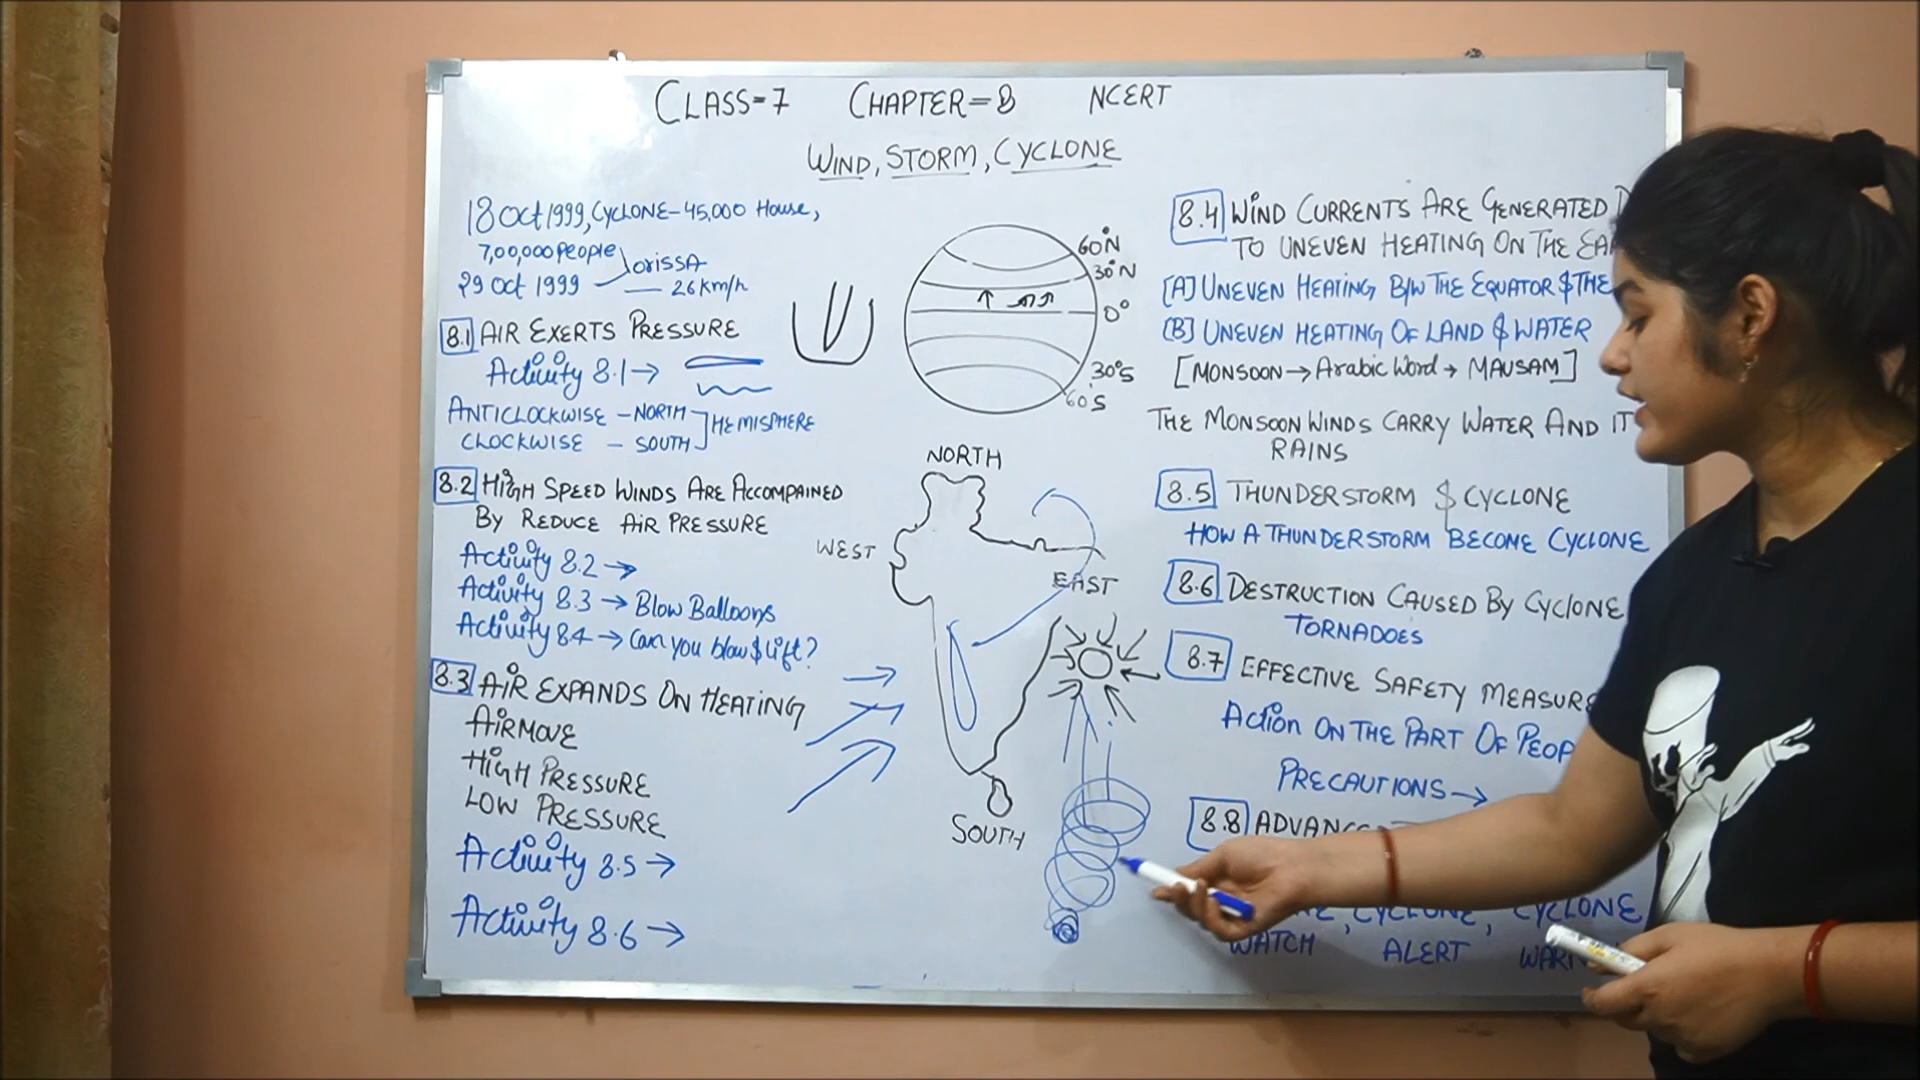 CLASS=7 CHAPTER=8 NCERT
WIND, STORM, CYCLONE
18 Oct 1999, CYCLONE-45,000 House,
7,00,000 People
orissa
29 Oct 1999 — 26 Km/h
8.1 AIR EXERTS PRESSURE
Activity 8.1→
ANTICLOCKWISE - NORTH
CLOCKWISE - SOUTH
HEMISPHERE
8.2 HIGH SPEED WINDS ARE ACCOMPAINED
BY REDUCE AIR PRESSURE
Activity 8.2→
Activity 8.3→ Blow Balloons
Activity 8.4→ Can you blow & lift?
8.3 AIR EXPANDS ON HEATING
AIRMOVE
HIGH PRESSURE
LOW PRESSURE
Activity 8.5→
Activity 8.6→
60°N
30°N
0°
30°S
60°S
NORTH
WEST
EAST
SOUTH
8.4 WIND CURRENTS ARE GENERATED
TO UNEVEN HEATING ON THE
[A] UNEVEN HEATING B/W THE EQUATOR & THE
[B] UNEVEN HEATING OF LAND & WATER
[MONSOON→Arabic Word→MAUSAM]
THE MONSOON WINDS CARRY WATER AND IT
RAINS
8.5 THUNDERSTORM & CYCLONE
HOW A THUNDERSTORM BECOME CYCLONE
8.6 DESTRUCTION CAUSED BY CYCLONE
TORNADOES
8.7 EFFECTIVE SAFETY MEASURE
Action ON THE PART OF
PRECAUTIONS→
8.8
CYCLONE, CYCLONE
WATCH ALERT